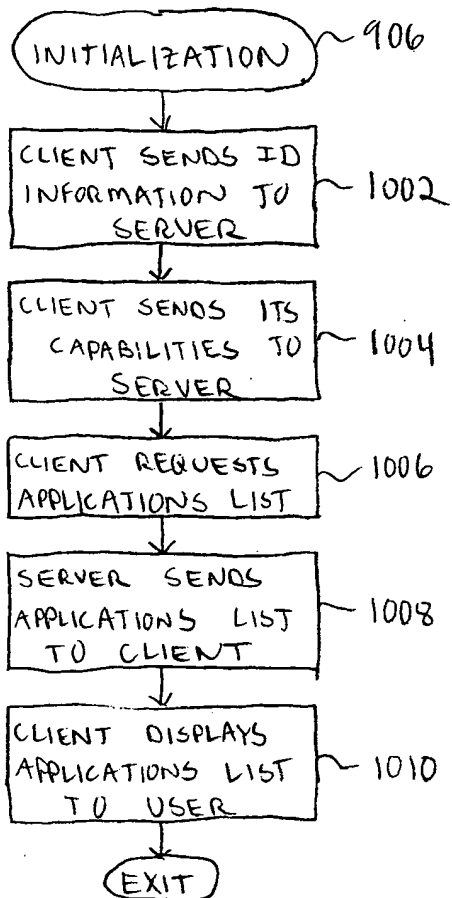 INITIALIZATION
906
CLIENT SENDS ID
INFORMATION TO
SERVER
1002
CLIENT SENDS ITS
CAPABILITIES TO
SERVER
1004
CLIENT REQUESTS
APPLICATIONS LIST
1006
SERVER SENDS
APPLICATIONS LIST
TO CLIENT
1008
CLIENT DISPLAYS
APPLICATIONS LIST
TO USER
1010
EXIT